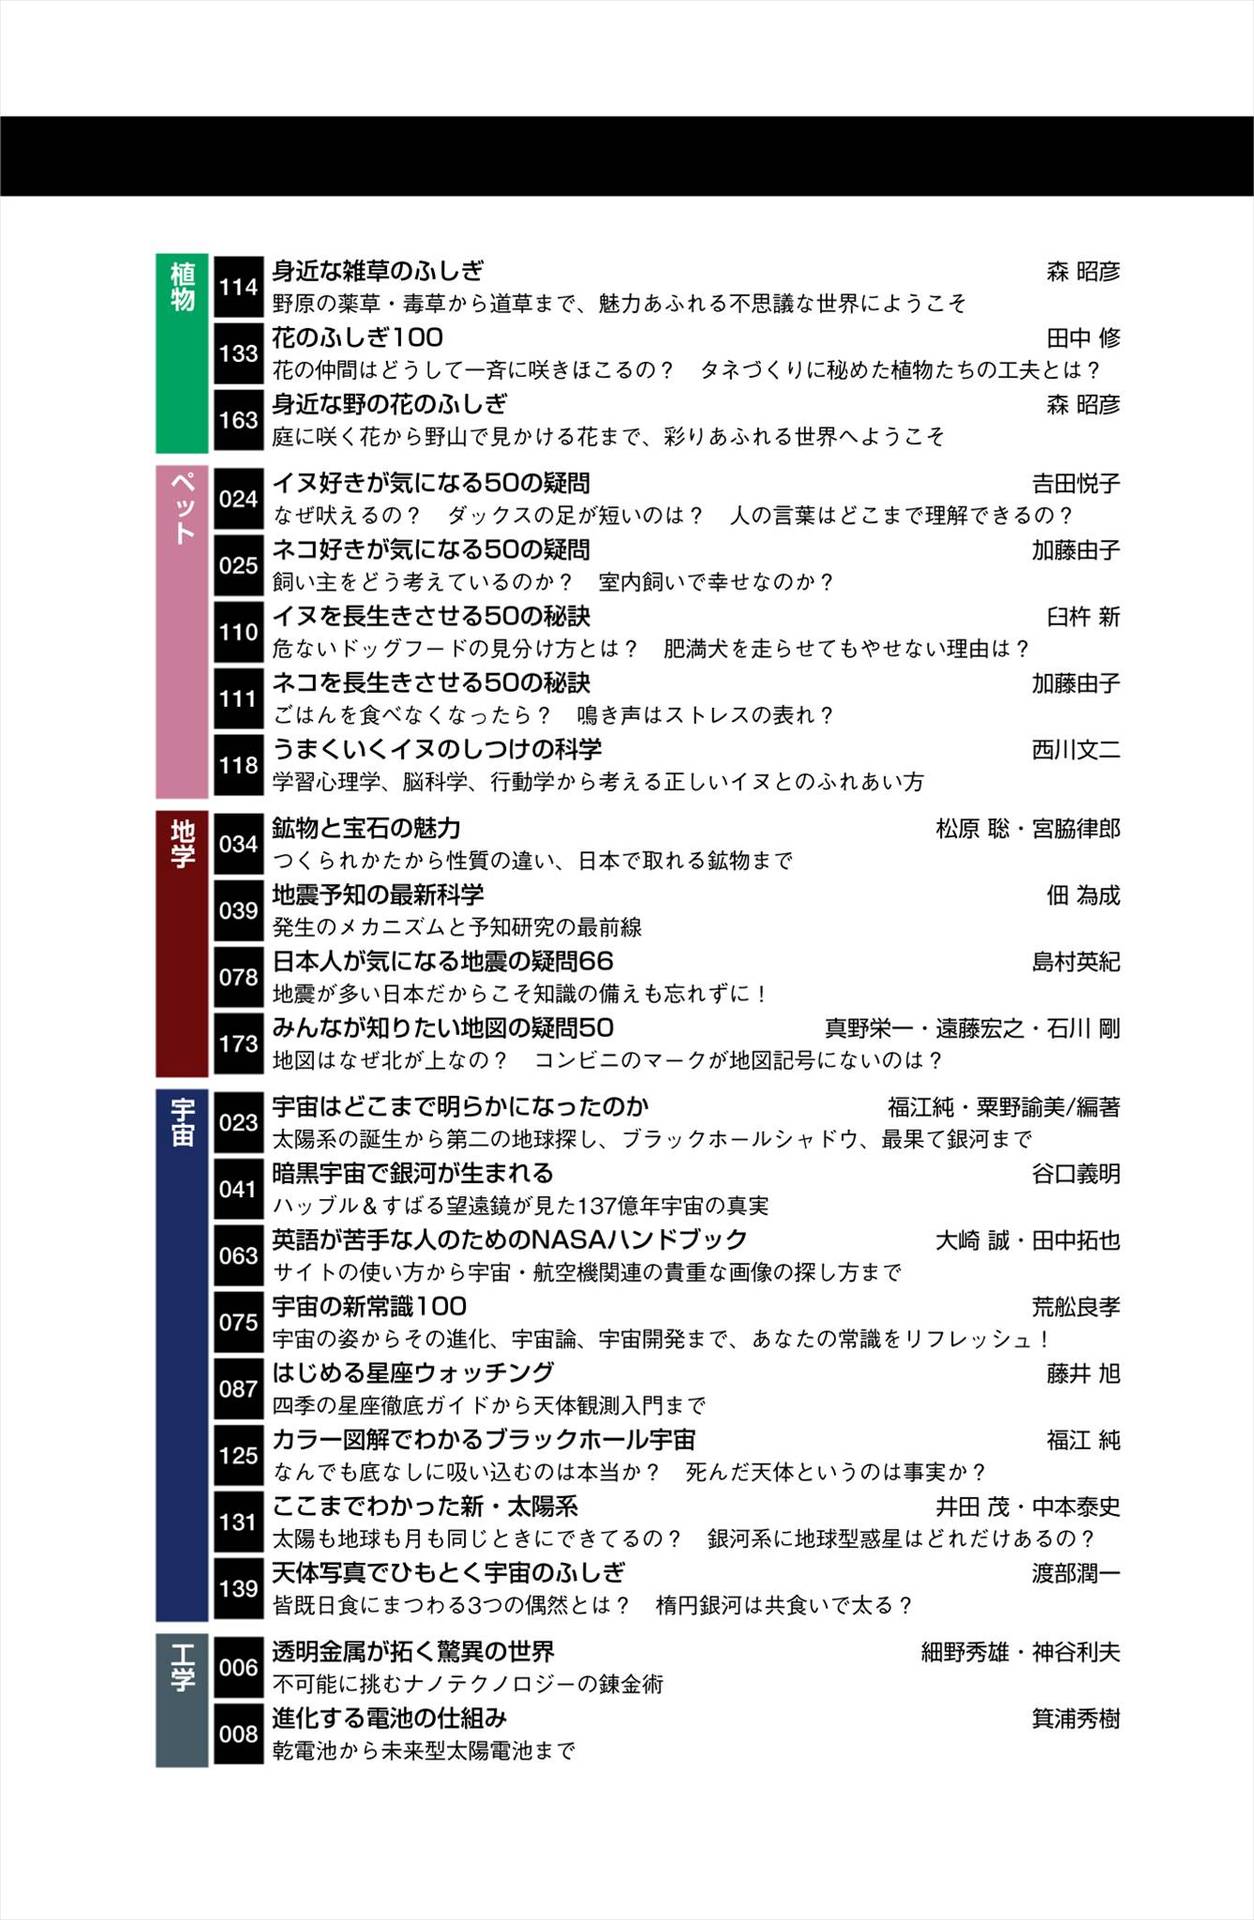 植物
114 身近な雑草のふしぎ 森 昭彦
野原の薬草・毒草から道草まで、魅力あふれる不思議な世界にようこそ
133 花のふしぎ100 田中 修
花の仲間はどうして一斉に咲きほこるの？ タネづくりに秘めた植物たちの工夫とは？
163 身近な野の花のふしぎ 森 昭彦
庭に咲く花から野山で見かける花まで、彩りあふれる世界へようこそ
ペット
024 イヌ好きが気になる50の疑問 吉田悦子
なぜ吠えるの？ ダックスの足が短いのは？ 人の言葉はどこまで理解できるの？
025 ネコ好きが気になる50の疑問 加藤由子
飼い主をどう考えているのか？ 室内飼いで幸せなのか？
110 イヌを長生きさせる50の秘訣 臼杵 新
危ないドッグフードの見分け方とは？ 肥満犬を走らせてもやせない理由は？
111 ネコを長生きさせる50の秘訣 加藤由子
ごはんを食べなくなったら？ 鳴き声はストレスの表れ？
118 うまくいくイヌのしつけの科学 西川文二
学習心理学、脳科学、行動学から考える正しいイヌとのふれあい方
地学
034 鉱物と宝石の魅力 松原 聡・宮脇律郎
つくられかたから性質の違い、日本で取れる鉱物まで
039 地震予知の最新科学 佃 為成
発生のメカニズムと予知研究の最前線
078 日本人が気になる地震の疑問66 島村英紀
地震が多い日本だからこそ知識の備えも忘れずに！
173 みんなが知りたい地図の疑問50 真野栄一・遠藤宏之・石川 剛
地図はなぜ北が上なの？ コンビニのマークが地図記号にないのは？
宇宙
023 宇宙はどこまで明らかになったのか 福江純・粟野諭美/編著
太陽系の誕生から第二の地球探し、ブラックホールシャドウ、最果て銀河まで
041 暗黒宇宙で銀河が生まれる 谷口義明
ハッブル＆すばる望遠鏡が見た137億年宇宙の真実
063 英語が苦手な人のためのNASAハンドブック 大崎 誠・田中拓也
サイトの使い方から宇宙・航空機関連の貴重な画像の探し方まで
075 宇宙の新常識100 荒舩良孝
宇宙の姿からその進化、宇宙論、宇宙開発まで、あなたの常識をリフレッシュ！
087 はじめる星座ウォッチング 藤井 旭
四季の星座徹底ガイドから天体観測入門まで
125 カラー図解でわかるブラックホール宇宙 福江 純
なんでも底なしに吸い込むのは本当か？ 死んだ天体というのは事実か？
131 ここまでわかった新・太陽系 井田 茂・中本泰史
太陽も地球も月も同じときにできてるの？ 銀河系に地球型惑星はどれだけあるの？
139 天体写真でひもとく宇宙のふしぎ 渡部潤一
皆既日食にまつわる3つの偶然とは？ 楕円銀河は共食いで太る？
工学
006 透明金属が拓く驚異の世界 細野秀雄・神谷利夫
不可能に挑むナノテクノロジーの錬金術
008 進化する電池の仕組み 箕浦秀樹
乾電池から未来型太陽電池まで